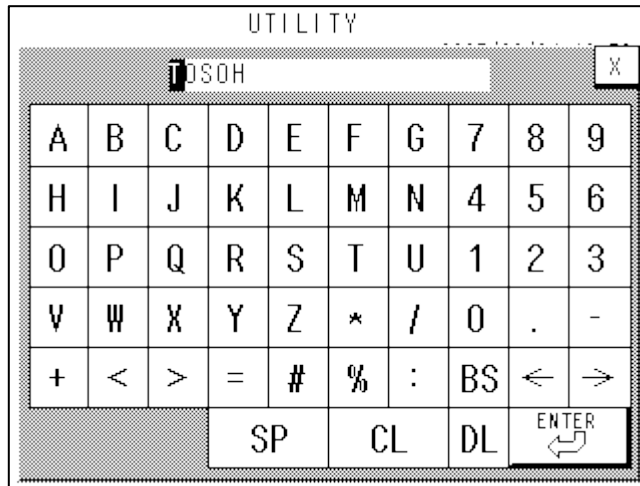 UTILITY
TOSOH
X
A B C D E F G 7 8 9
H I J K L M N 4 5 6
O P Q R S T U 1 2 3
V W X Y Z * / 0 . -
+ < > = # % : BS ← →
SP CL DL ENTER